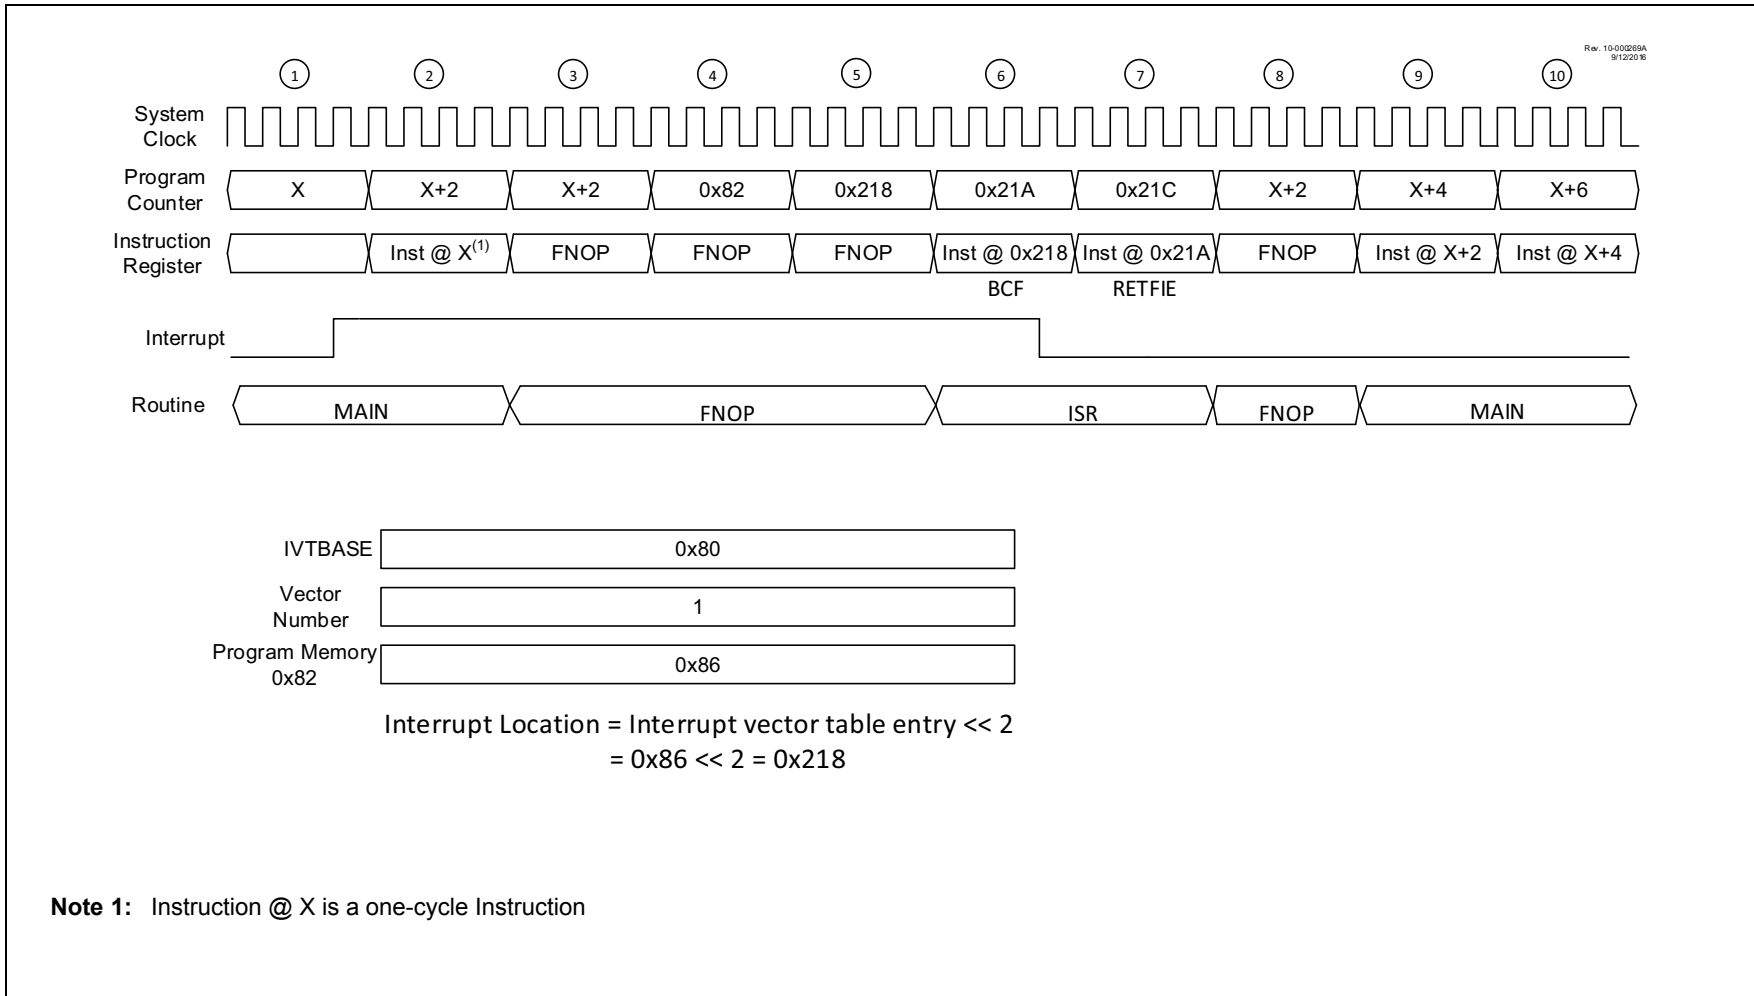 Rev. 10-000269A
9/12/2016
1 2 3 4 5 6 7 8 9 10
System
Clock
Program
Counter
X X+2 X+2 0x82 0x218 0x21A 0x21C X+2 X+4 X+6
Instruction
Register
Inst @ X(1) FNOP FNOP FNOP Inst @ 0x218 Inst @ 0x21A FNOP Inst @ X+2 Inst @ X+4
BCF RETFIE
Interrupt
Routine MAIN FNOP ISR FNOP MAIN
IVTBASE 0x80
Vector
Number
1
Program Memory
0x82
0x86
Interrupt Location = Interrupt vector table entry << 2
= 0x86 << 2 = 0x218
Note 1: Instruction @ X is a one-cycle Instruction